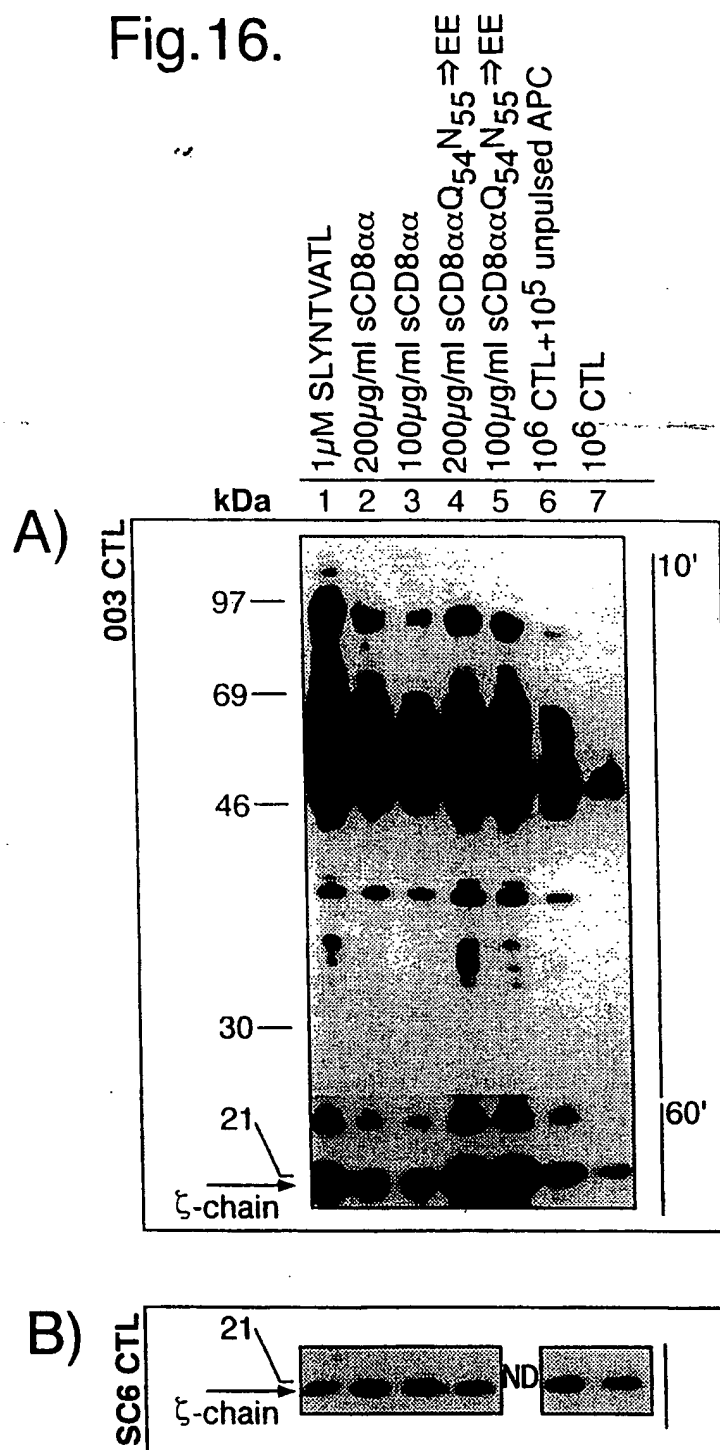 Fig.16.
1µM SLYNTVATL
200µg/ml sCD8αα
100µg/ml sCD8αα
200µg/ml sCD8ααQ54N55⇒EE
100µg/ml sCD8ααQ54N55⇒EE
10⁶ CTL+10⁵ unpulsed APC
10⁶ CTL
kDa 1 2 3 4 5 6 7
A)
003 CTL
10'
97
69
46
30
21
60'
ζ-chain
B)
SC6 CTL
21
ND
ζ-chain